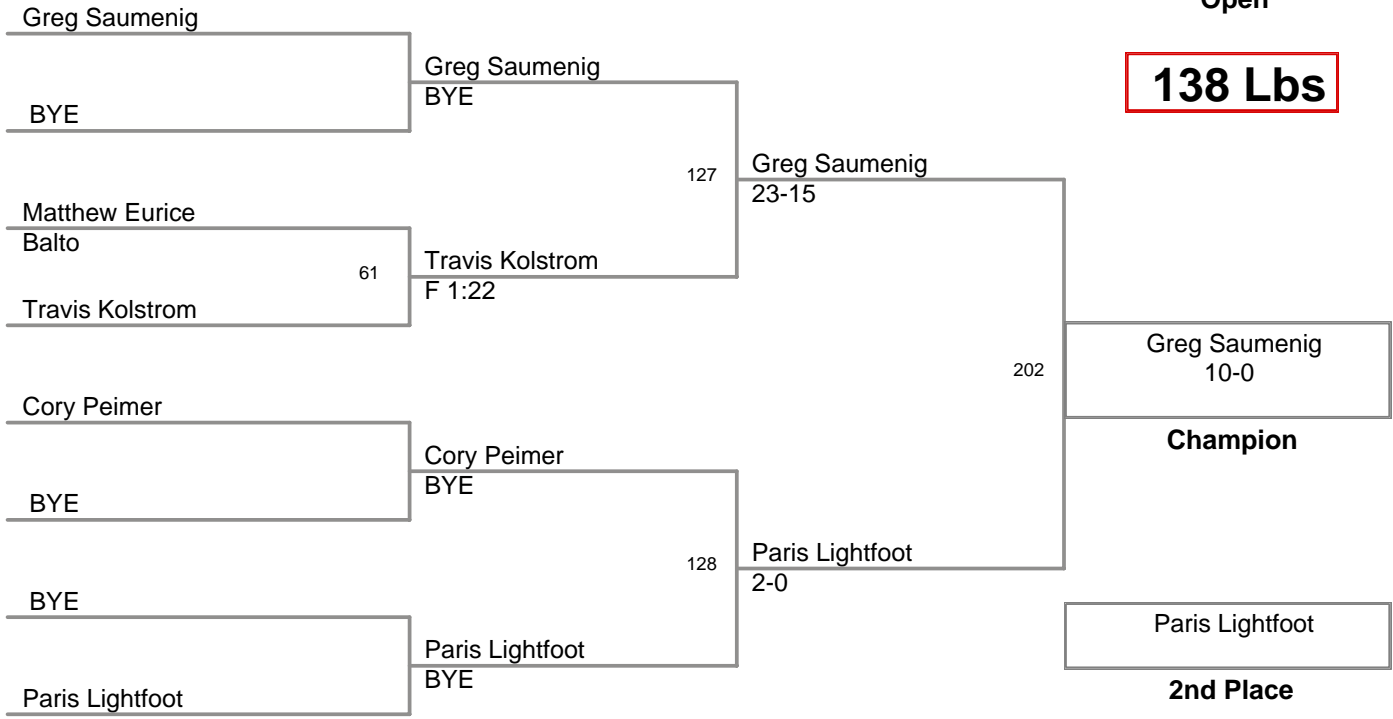 Open
138 Lbs
Greg Saumenig
BYE
Matthew Eurice
Balto
61
Travis Kolstrom
Cory Peimer
BYE
BYE
Paris Lightfoot
Greg Saumenig
BYE
127
Travis Kolstrom
F 1:22
Cory Peimer
BYE
128
Paris Lightfoot
BYE
Greg Saumenig
23-15
202
Paris Lightfoot
2-0
Greg Saumenig
10-0
Champion
Paris Lightfoot
2nd Place